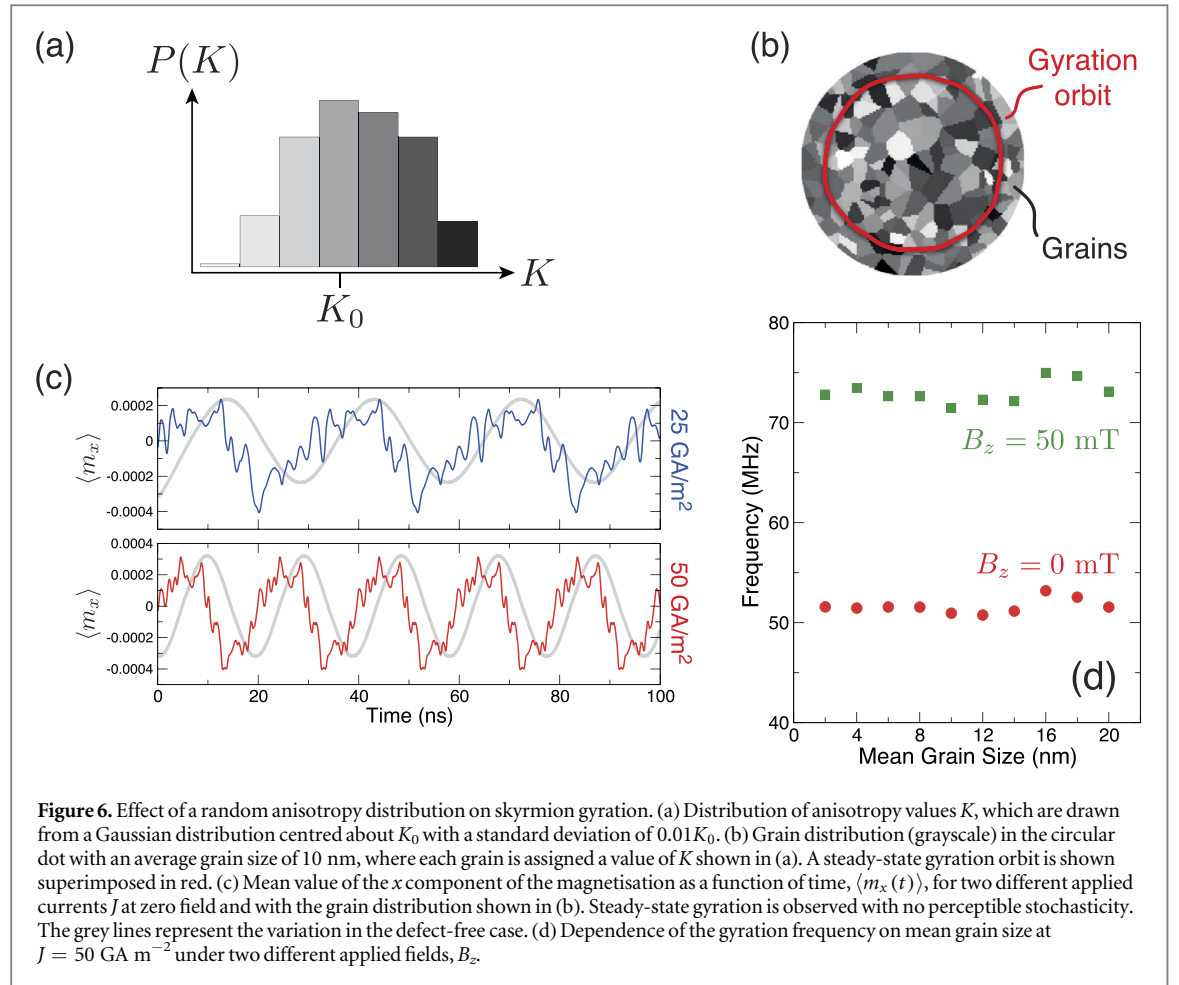 (a)
P(K)
K
K₀
(b)
Gyration
orbit
Grains
(c)
0.0002
0
-0.0002
-0.0004
⟨mₓ⟩
25 GA/m²
0.0004
0.0002
0
-0.0002
-0.0004
⟨mₓ⟩
50 GA/m²
0 20 40 60 80 100
Time (ns)
80
70
60
50
40
Frequency (MHz)
B_z = 50 mT
B_z = 0 mT
(d)
0 4 8 12 16 20
Mean Grain Size (nm)
Figure 6. Effect of a random anisotropy distribution on skyrmion gyration. (a) Distribution of anisotropy values K, which are drawn
from a Gaussian distribution centred about K₀ with a standard deviation of 0.01K₀. (b) Grain distribution (grayscale) in the circular
dot with an average grain size of 10 nm, where each grain is assigned a value of K shown in (a). A steady-state gyration orbit is shown
superimposed in red. (c) Mean value of the x component of the magnetisation as a function of time, ⟨mₓ(t)⟩, for two different applied
currents J at zero field and with the grain distribution shown in (b). Steady-state gyration is observed with no perceptible stochasticity.
The grey lines represent the variation in the defect-free case. (d) Dependence of the gyration frequency on mean grain size at
J = 50 GA m⁻² under two different applied fields, B_z.